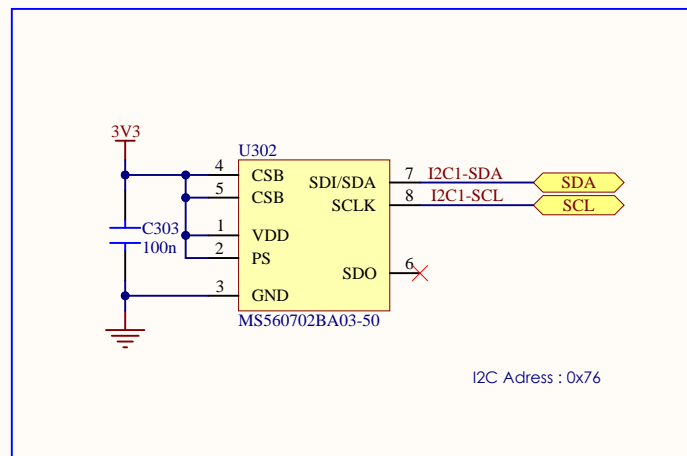 3V3
U302
4 CSB
5 CSB
1 VDD
2 PS
3 GND
SDI/SDA 7 I2C1-SDA SDA
SCLK 8 I2C1-SCL SCL
SDO 6
C303
100n
MS560702BA03-50
I2C Adress : 0x76